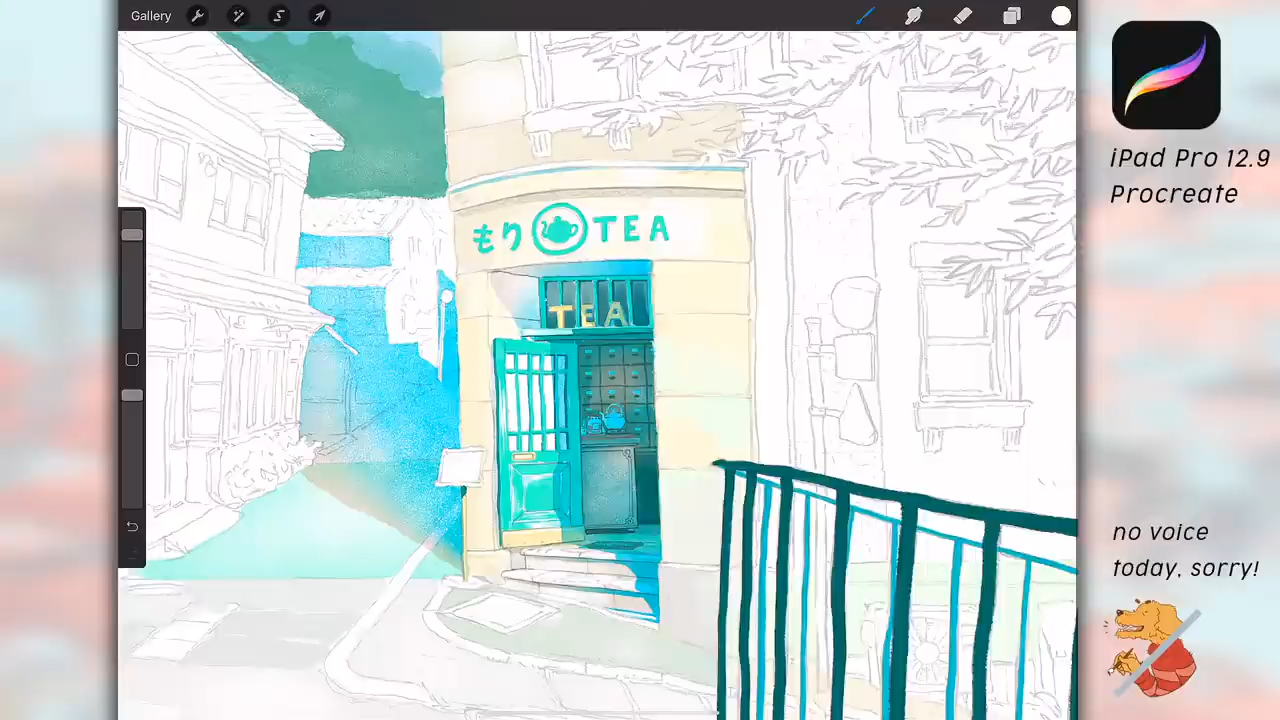 Gallery
iPad Pro 12.9
Procreate
もり TEA
TEA
no voice
today, sorry!